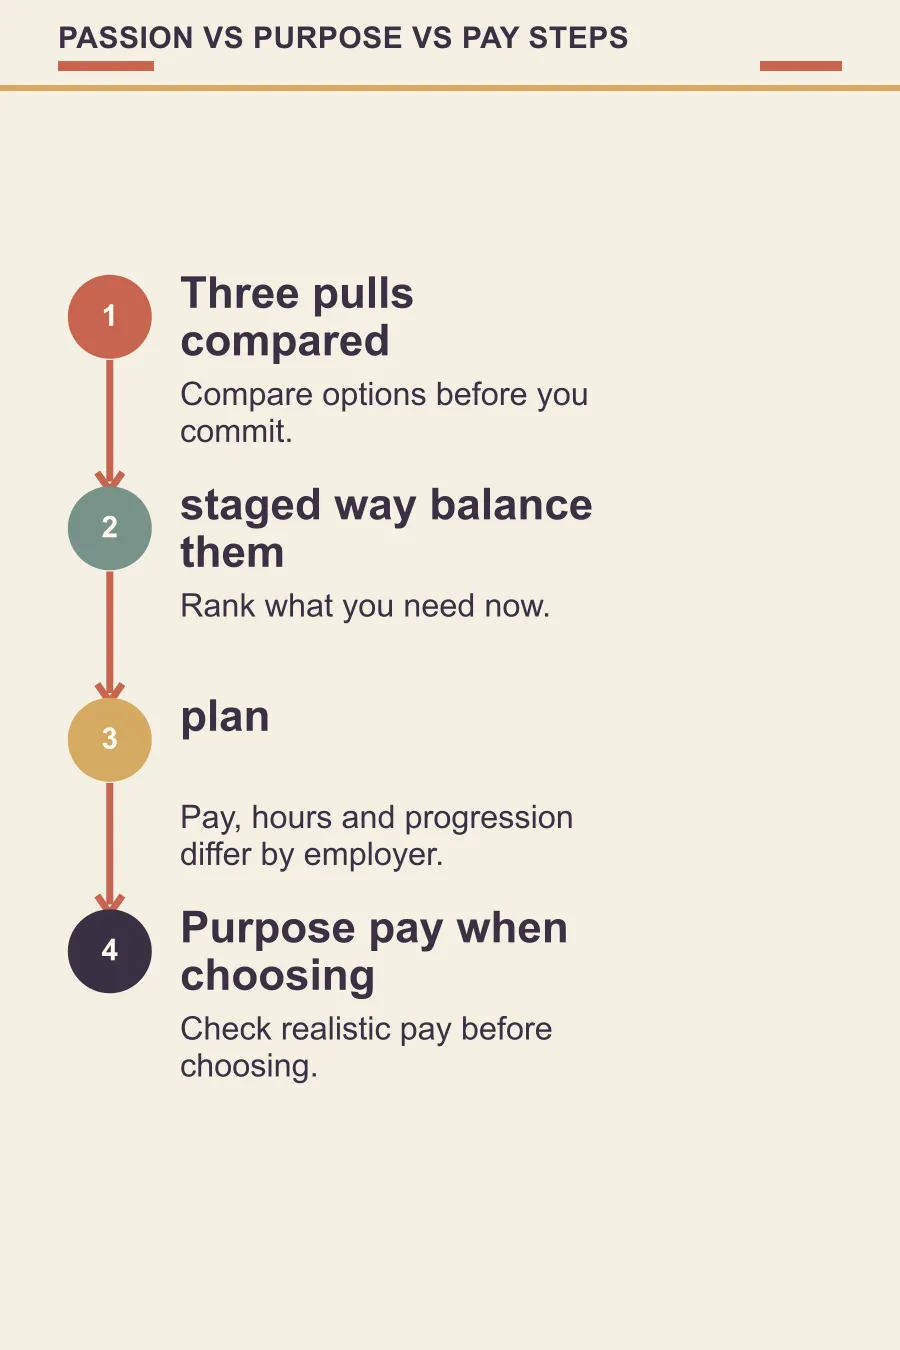 PASSION VS PURPOSE VS PAY STEPS
1
Three pulls
compared
Compare options before you
commit.
2
staged way balance
them
Rank what you need now.
3
plan
Pay, hours and progression
differ by employer.
4
Purpose pay when
choosing
Check realistic pay before
choosing.